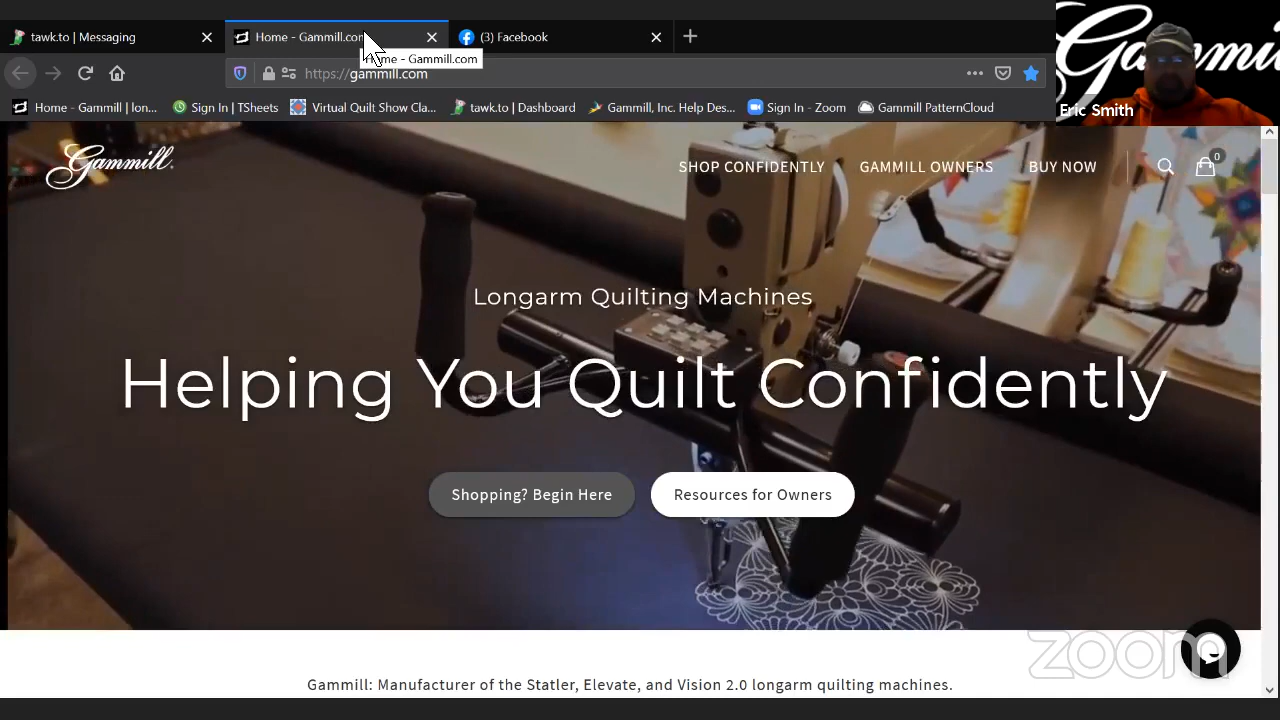 tawk.to | Messaging
Home - Gammill.com
(3) Facebook
Home - Gammill.com
https://gammill.com
Home - Gammill | lon...
Sign In | TSheets
Virtual Quilt Show Cla...
tawk.to | Dashboard
Gammill, Inc. Help Des...
Sign In - Zoom
Gammill PatternCloud
Eric Smith
Gammill
SHOP CONFIDENTLY
GAMMILL OWNERS
BUY NOW
0
Longarm Quilting Machines
Helping You Quilt Confidently
Shopping? Begin Here
Resources for Owners
zoom
Gammill: Manufacturer of the Statler, Elevate, and Vision 2.0 longarm quilting machines.